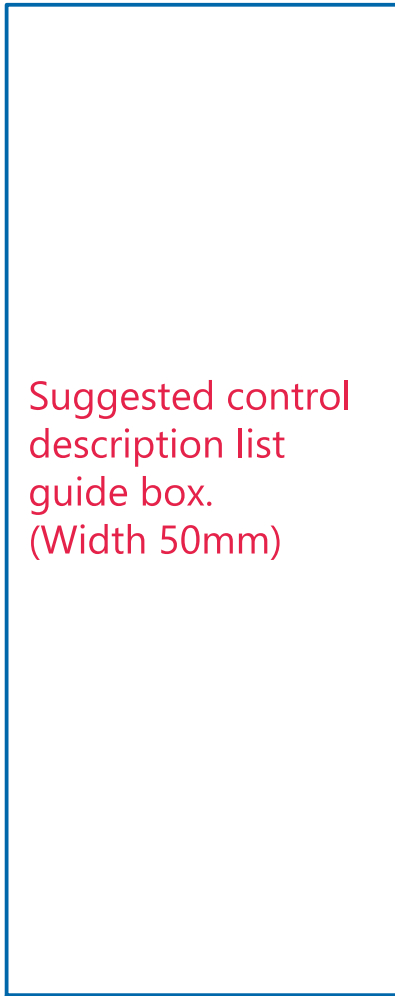 Suggested control
description list
guide box.
(Width 50mm)